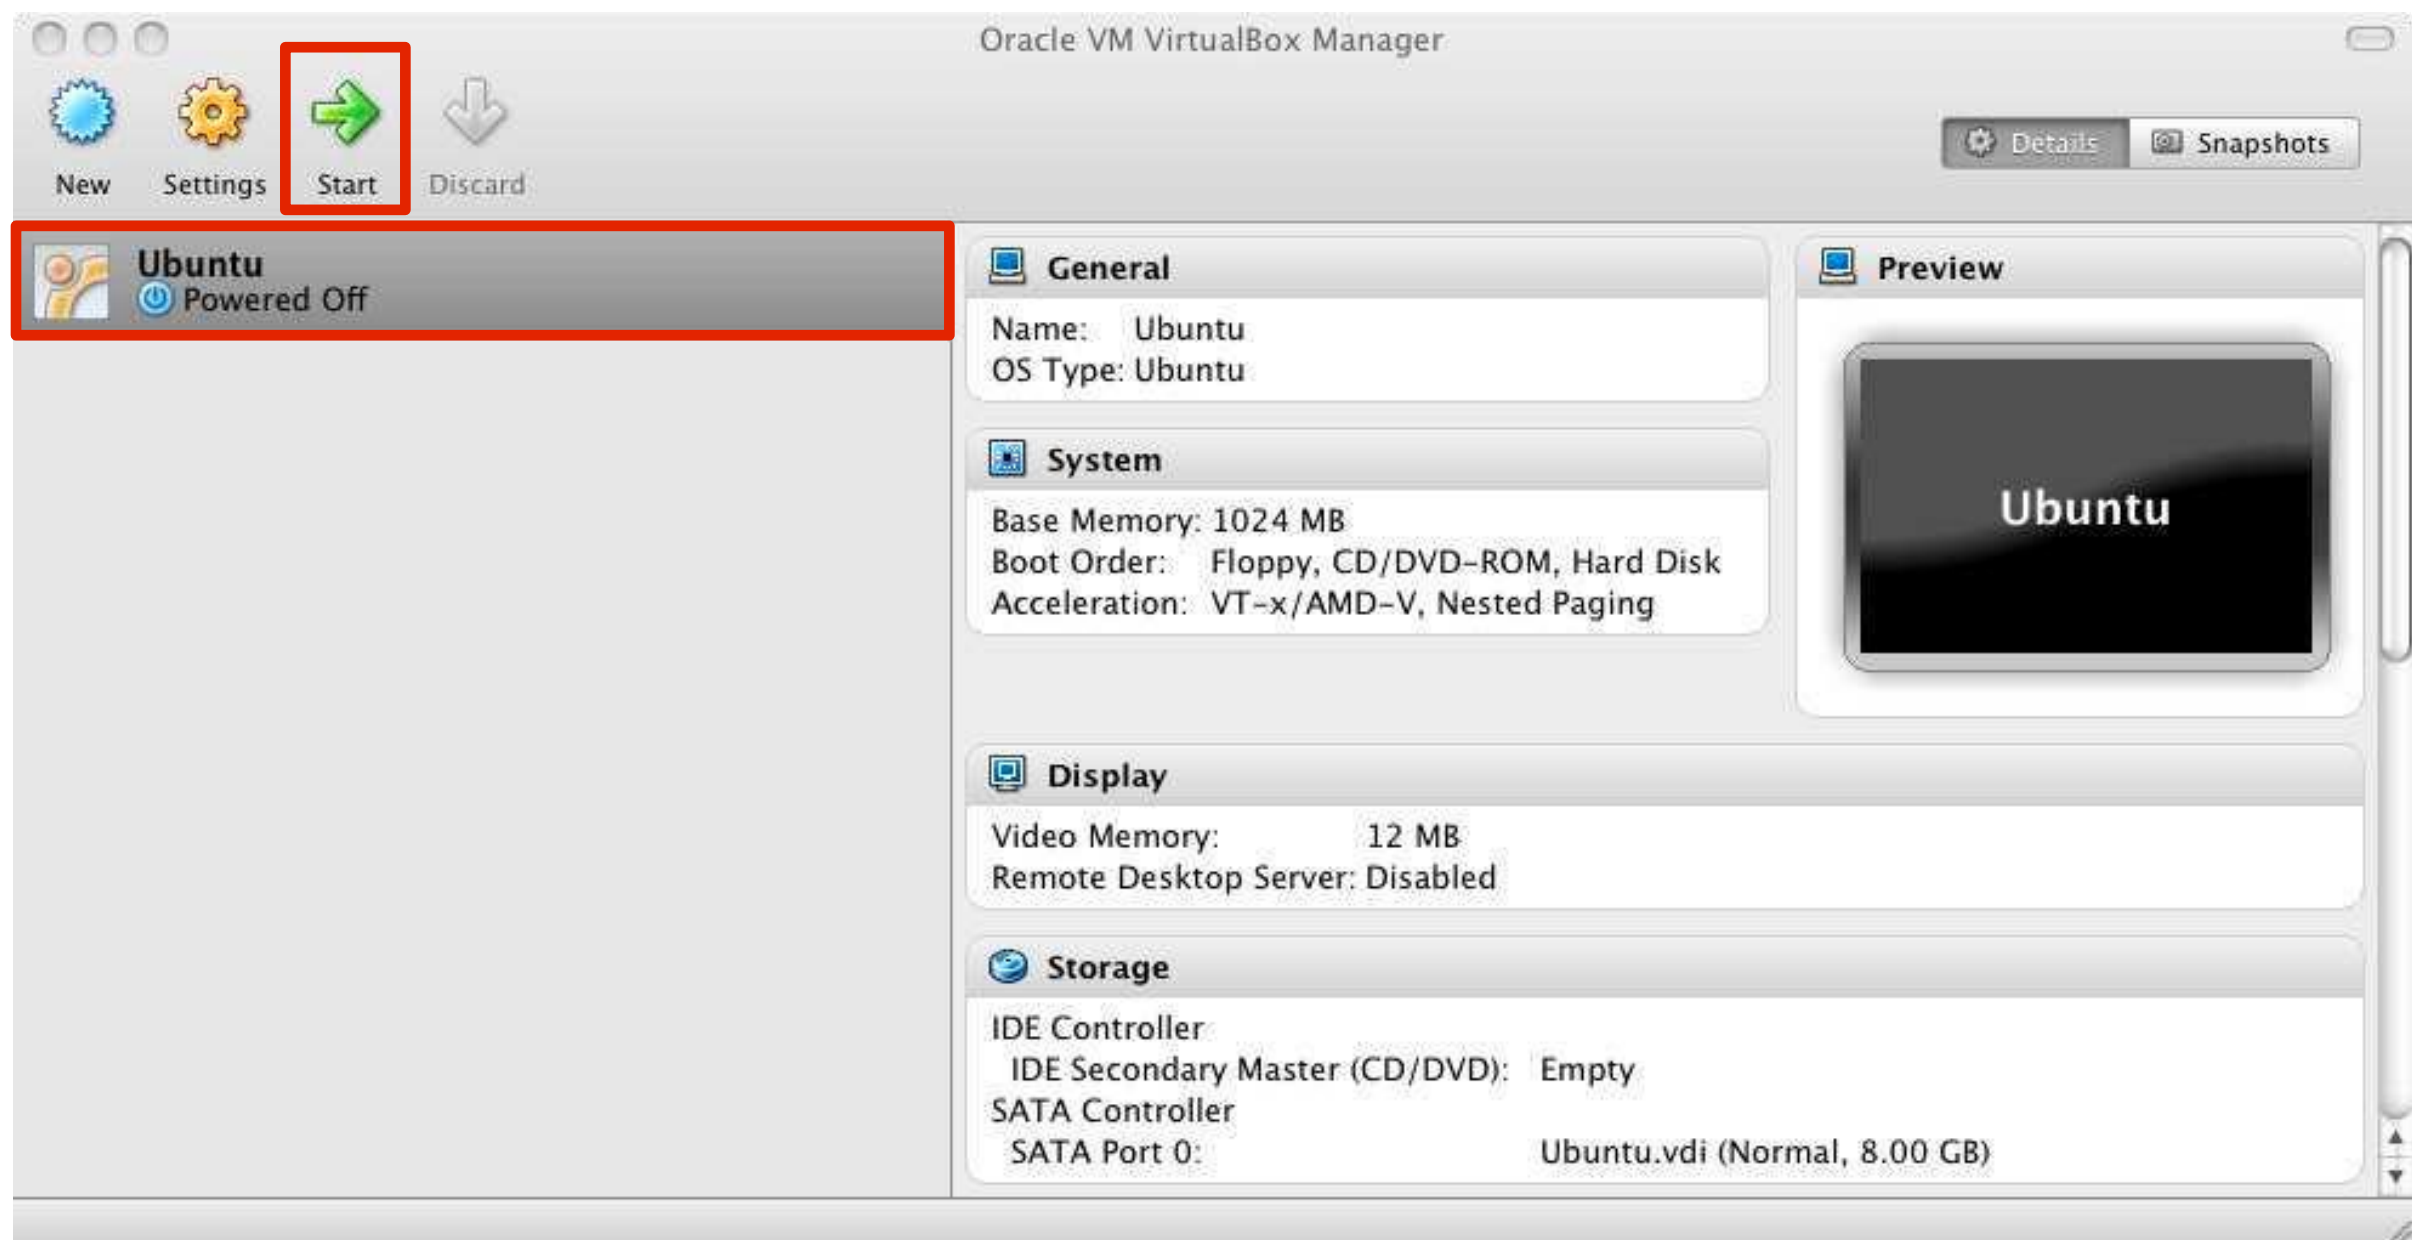 Oracle VM VirtualBox Manager
New Settings Start Discard
Details Snapshots
Ubuntu
Powered Off
General
Name: Ubuntu
OS Type: Ubuntu
Preview
Ubuntu
System
Base Memory: 1024 MB
Boot Order: Floppy, CD/DVD-ROM, Hard Disk
Acceleration: VT-x/AMD-V, Nested Paging
Display
Video Memory: 12 MB
Remote Desktop Server: Disabled
Storage
IDE Controller
IDE Secondary Master (CD/DVD): Empty
SATA Controller
SATA Port 0: Ubuntu.vdi (Normal, 8.00 GB)